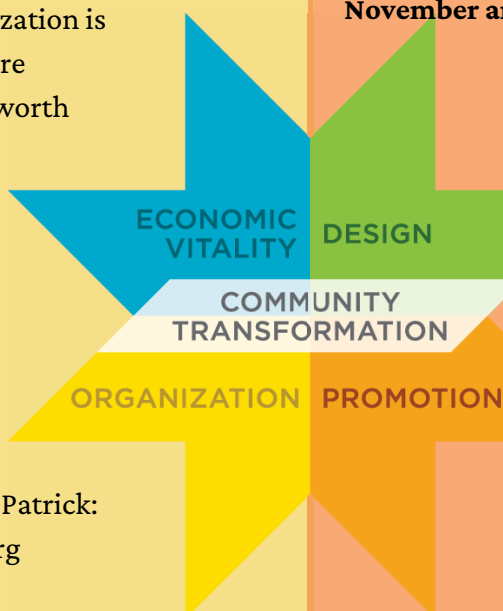 zation is
November a
re
worth
ECONOMIC
VITALITY
DESIGN
COMMUNITY
TRANSFORMATION
ORGANIZATION
PROMOTION
Patrick:
rg